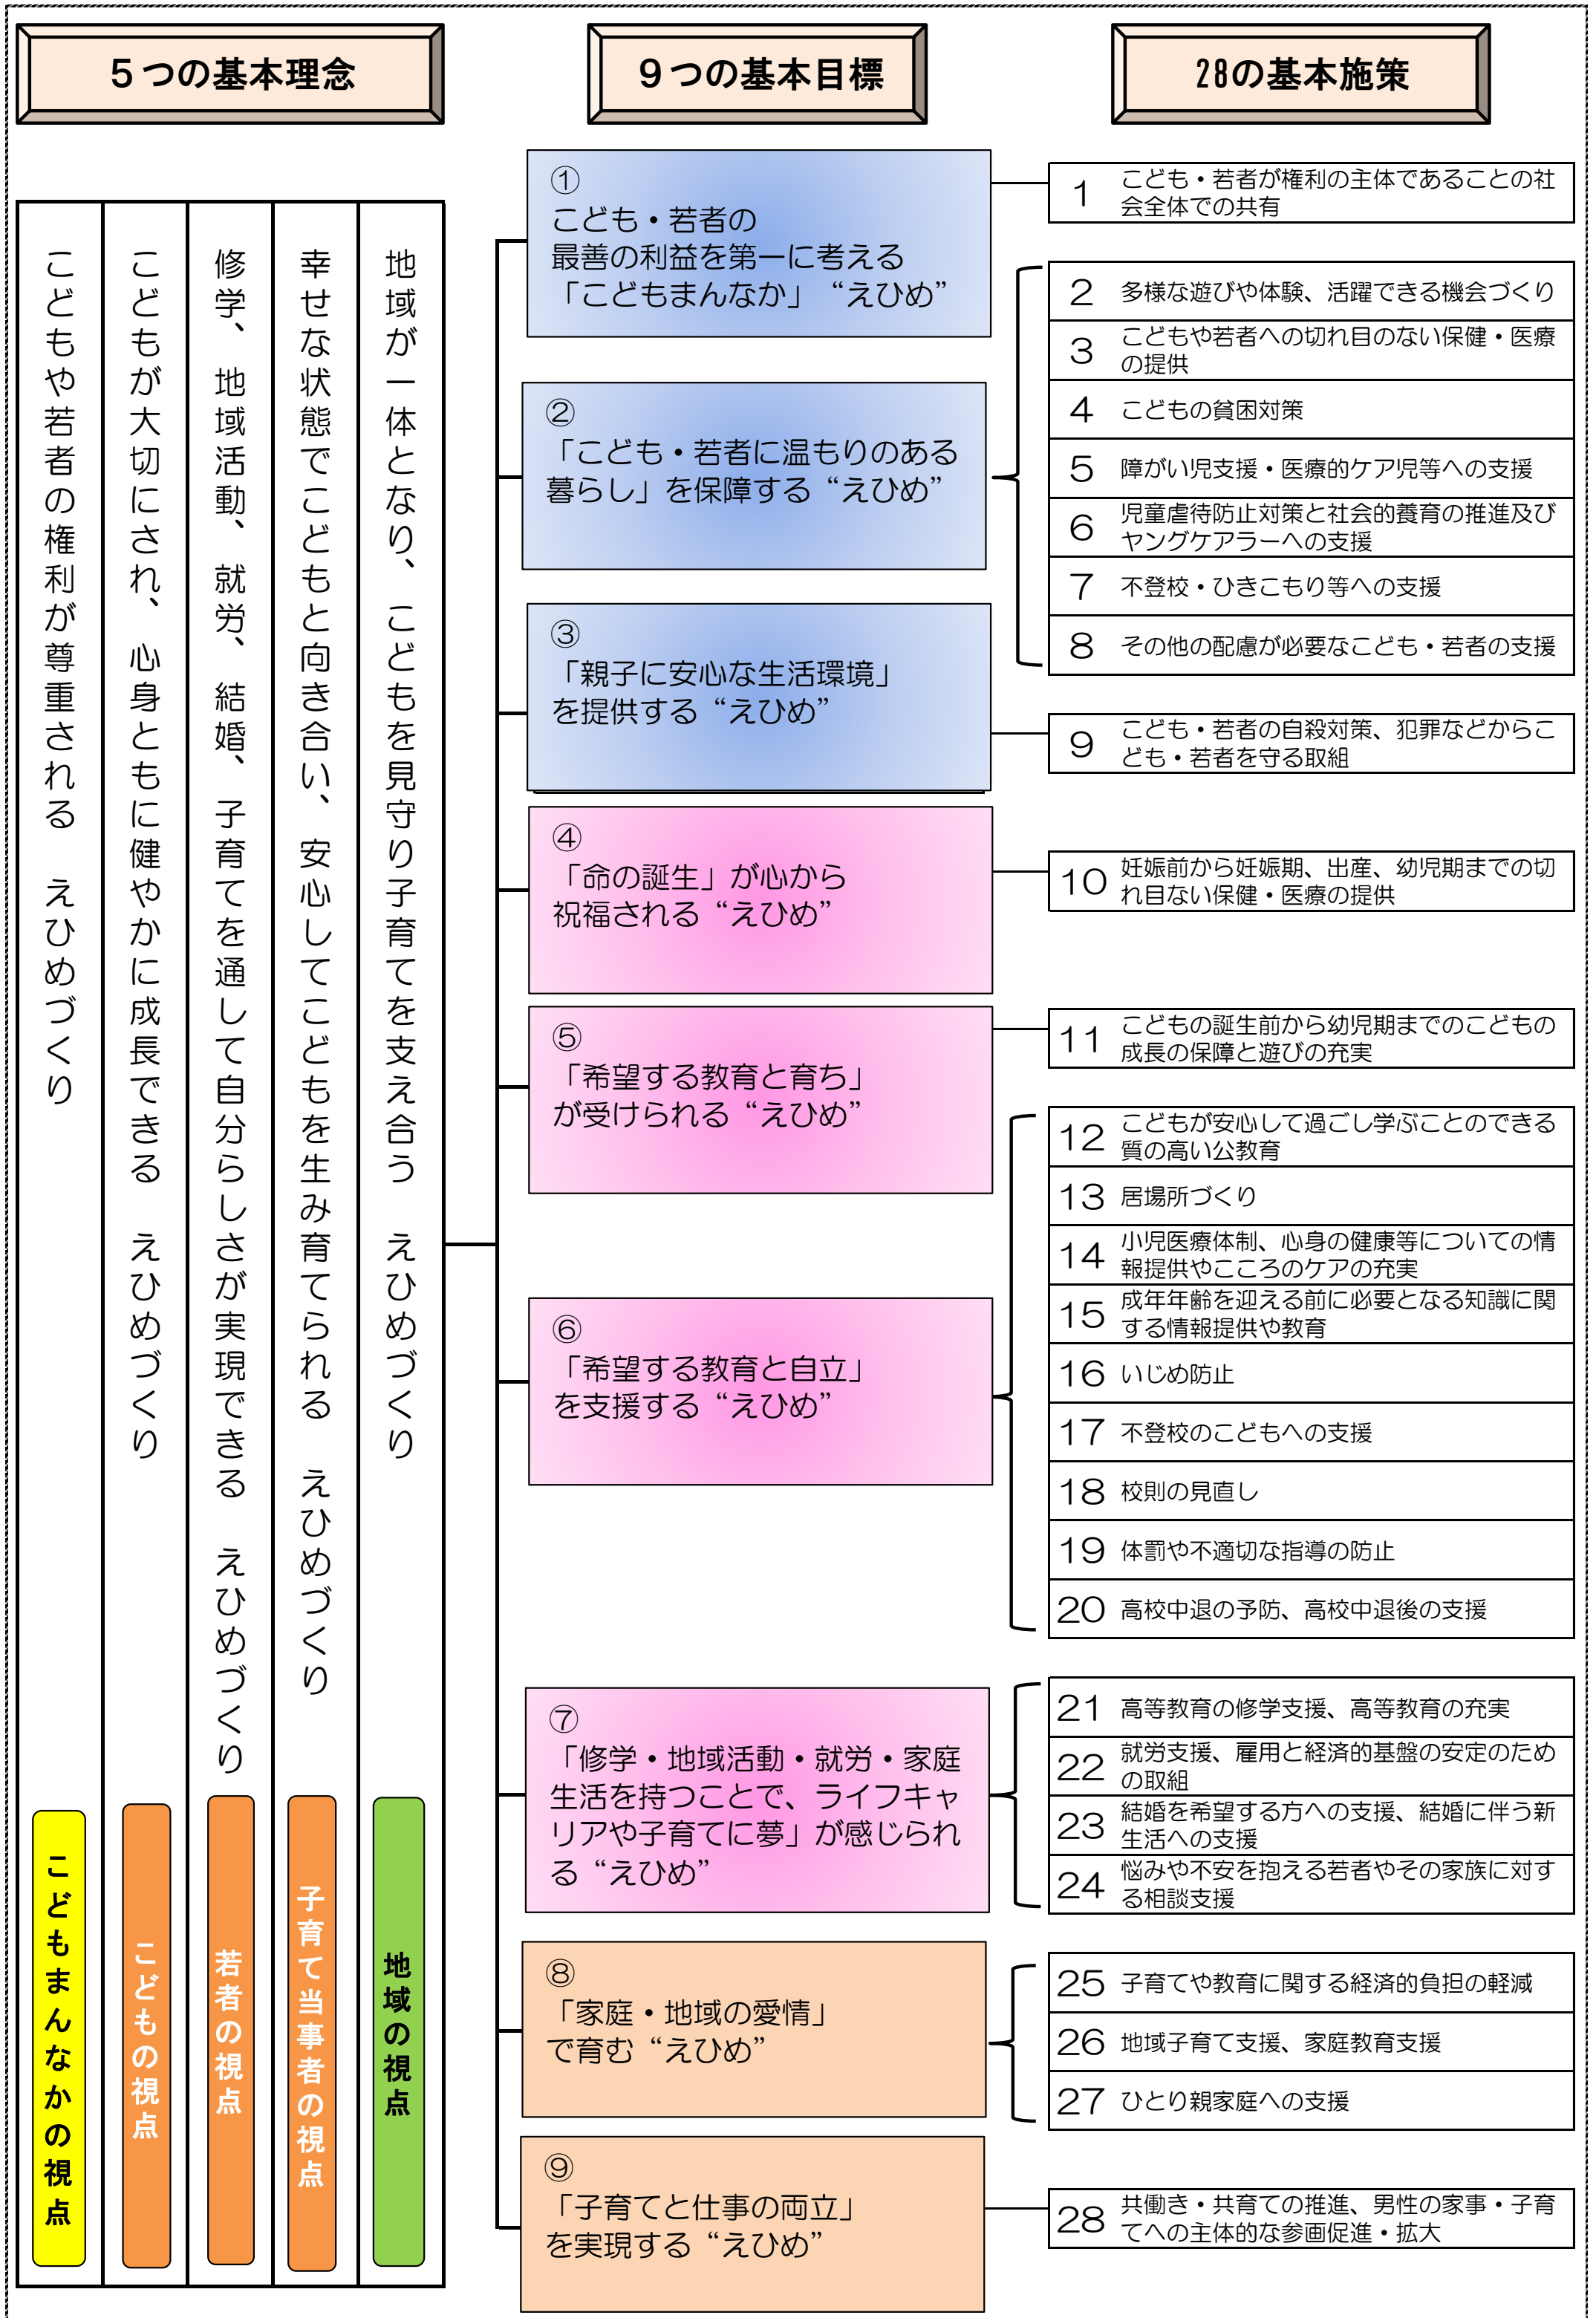 ５つの基本理念
９つの基本目標
28の基本施策
こどもや若者の権利が尊重される　えひめづくり
こどもまんなかの視点
こどもが大切にされ、心身ともに健やかに成長できる　えひめづくり
こどもの視点
修学、地域活動、就労、結婚、子育てを通して自分らしさが実現できる　えひめづくり
若者の視点
幸せな状態でこどもと向き合い、安心してこどもを生み育てられる　えひめづくり
子育て当事者の視点
地域が一体となり、こどもを見守り子育てを支え合う　えひめづくり
地域の視点
①
こども・若者の
最善の利益を第一に考える
「こどもまんなか」“えひめ”
②
「こども・若者に温もりのある
暮らし」を保障する“えひめ”
③
「親子に安心な生活環境」
を提供する“えひめ”
④
「命の誕生」が心から
祝福される“えひめ”
⑤
「希望する教育と育ち」
が受けられる“えひめ”
⑥
「希望する教育と自立」
を支援する“えひめ”
⑦
「修学・地域活動・就労・家庭
生活を持つことで、ライフキャ
リアや子育てに夢」が感じられ
る“えひめ”
⑧
「家庭・地域の愛情」
で育む“えひめ”
⑨
「子育てと仕事の両立」
を実現する“えひめ”
1 こども・若者が権利の主体であることの社
会全体での共有
2 多様な遊びや体験、活躍できる機会づくり
3 こどもや若者への切れ目のない保健・医療
の提供
4 こどもの貧困対策
5 障がい児支援・医療的ケア児等への支援
6 児童虐待防止対策と社会的養育の推進及び
ヤングケアラーへの支援
7 不登校・ひきこもり等への支援
8 その他の配慮が必要なこども・若者の支援
9 こども・若者の自殺対策、犯罪などからこ
ども・若者を守る取組
10 妊娠前から妊娠期、出産、幼児期までの切
れ目ない保健・医療の提供
11 こどもの誕生前から幼児期までのこどもの
成長の保障と遊びの充実
12 こどもが安心して過ごし学ぶことのできる
質の高い公教育
13 居場所づくり
14 小児医療体制、心身の健康等についての情
報提供やこころのケアの充実
15 成年年齢を迎える前に必要となる知識に関
する情報提供や教育
16 いじめ防止
17 不登校のこどもへの支援
18 校則の見直し
19 体罰や不適切な指導の防止
20 高校中退の予防、高校中退後の支援
21 高等教育の修学支援、高等教育の充実
22 就労支援、雇用と経済的基盤の安定のため
の取組
23 結婚を希望する方への支援、結婚に伴う新
生活への支援
24 悩みや不安を抱える若者やその家族に対す
る相談支援
25 子育てや教育に関する経済的負担の軽減
26 地域子育て支援、家庭教育支援
27 ひとり親家庭への支援
28 共働き・共育ての推進、男性の家事・子育
てへの主体的な参画促進・拡大